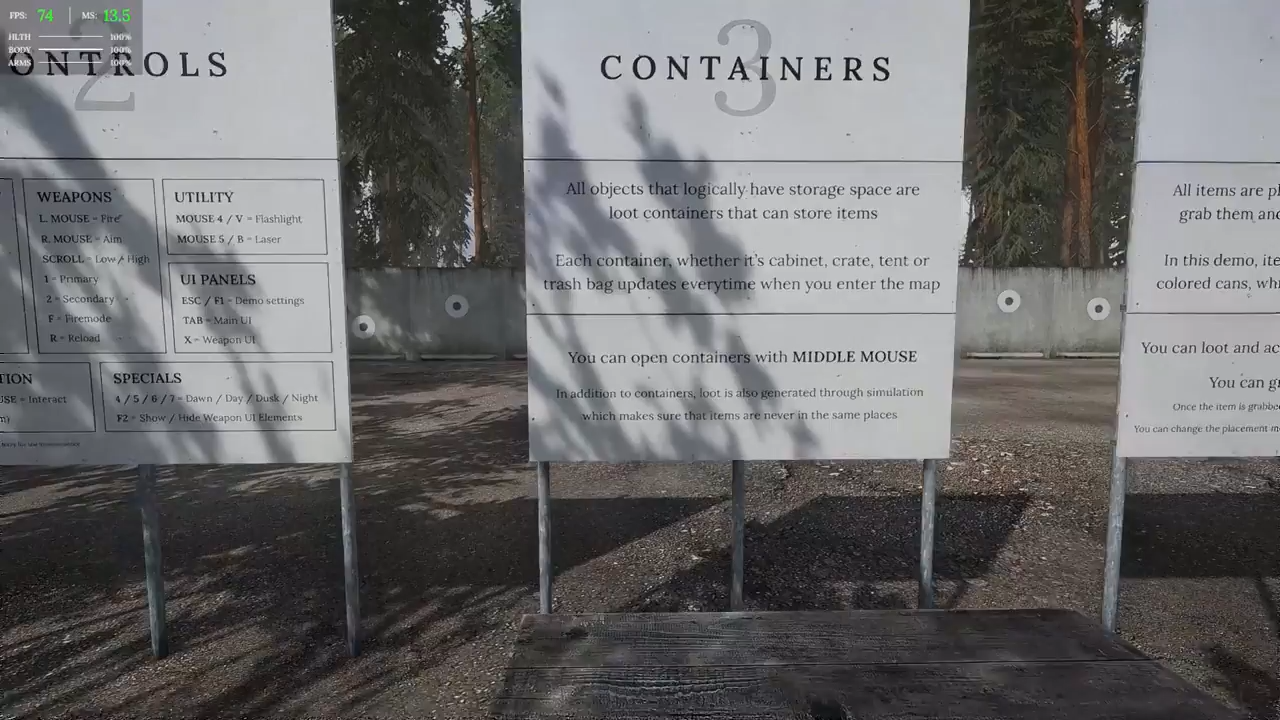 FPS: 74 MS: 13.5
HLTH 100%
BODY 100%
ARMS 100%
2
ONTROLS
WEAPONS
L. MOUSE = Fire
R. MOUSE = Aim
SCROLL = Low / High
1 = Primary
2 = Secondary
F = Firemode
R = Reload
UTILITY
MOUSE 4 / V = Flashlight
MOUSE 5 / B = Laser
UI PANELS
ESC / F1 = Demo settings
TAB = Main UI
X = Weapon UI
TION
USE = Interact
SPECIALS
4 / 5 / 6 / 7 = Dawn / Day / Dusk / Night
F2 = Show / Hide Weapon UI Elements
3
CONTAINERS
All objects that logically have storage space are
loot containers that can store items
Each container, whether it's cabinet, crate, tent or
trash bag updates everytime when you enter the map
You can open containers with MIDDLE MOUSE
In addition to containers, loot is also generated through simulation
which makes sure that items are never in the same places
All items are pl
grab them and
In this demo, ite
colored cans, wh
You can loot and ac
You can g
Once the item is grabbe
You can change the placement m